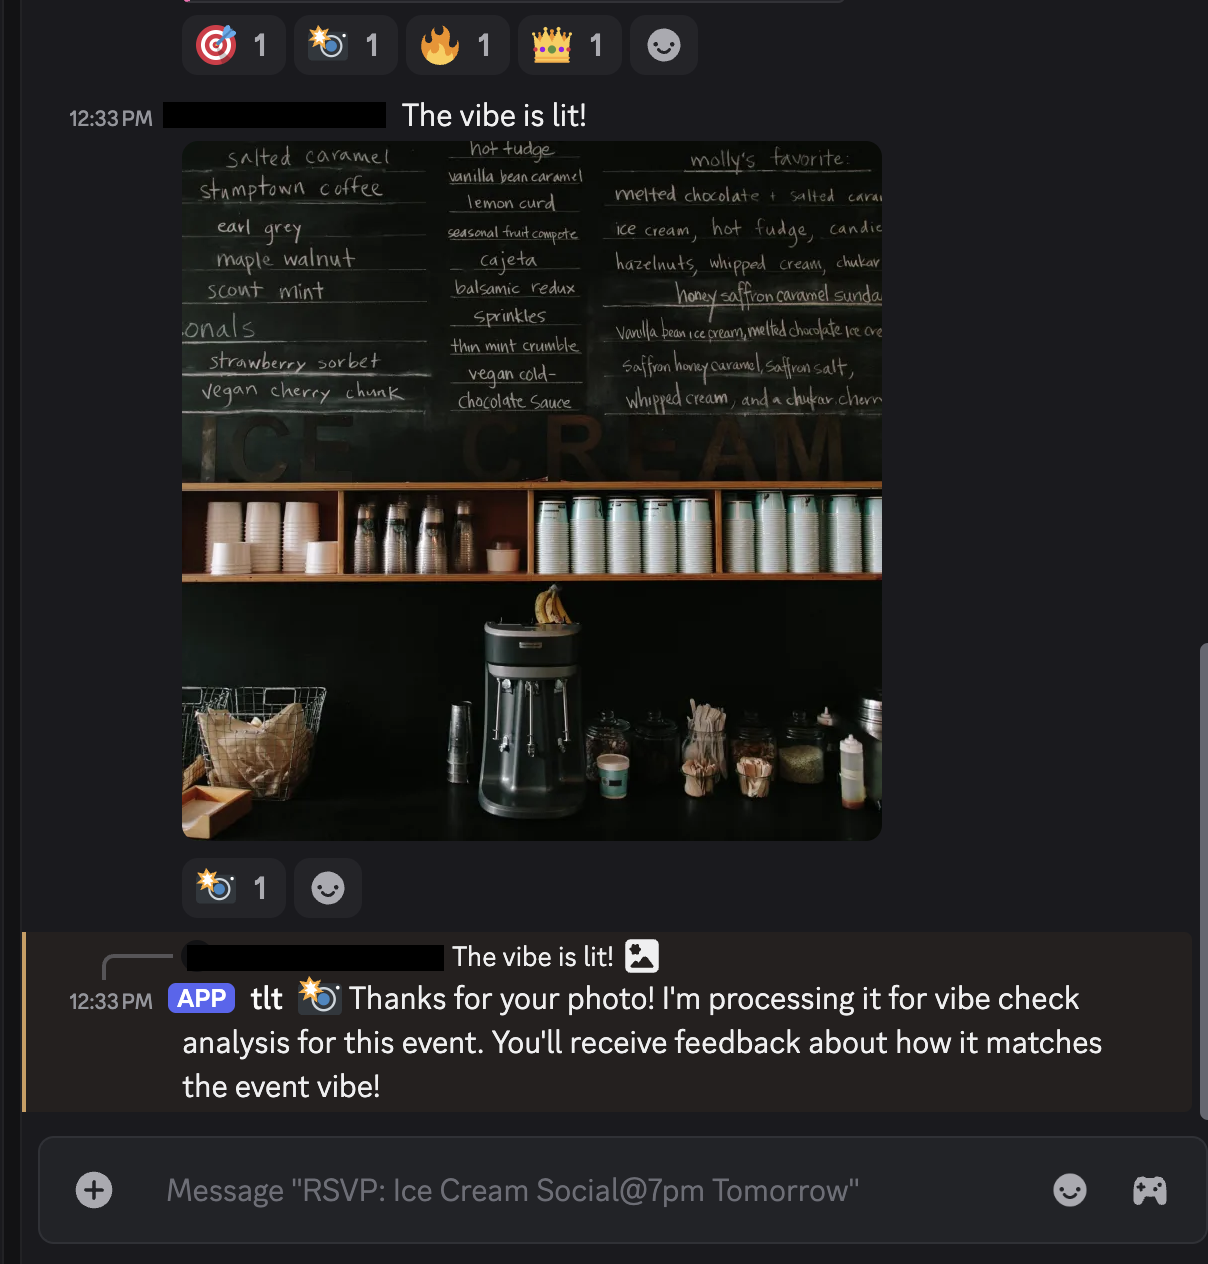 1
1
1
1
12:33 PM
The vibe is lit!
salted caramel
stumptown coffee
earl grey
maple walnut
scout mint
onals
strawberry sorbet
vegan cherry chunk
hot fudge
vanilla bean caramel
lemon curd
seasonal fruit compote
cajeta
balsamic redux
sprinkles
thin mint crumble
vegan cold-
chocolate sauce
molly's favorite:
melted chocolate + salted cara
ice cream, hot fudge, candie
hazelnuts, whipped cream, chukar
honey saffron caramel sunda
Vanilla bean ice cream, melted chocolate ice cre
saffron honey caramel, saffron salt,
whipped cream, and a chukar cherr
ICE CREAM
1
The vibe is lit!
12:33 PM APP tlt Thanks for your photo! I'm processing it for vibe check
analysis for this event. You'll receive feedback about how it matches
the event vibe!
Message "RSVP: Ice Cream Social@7pm Tomorrow"